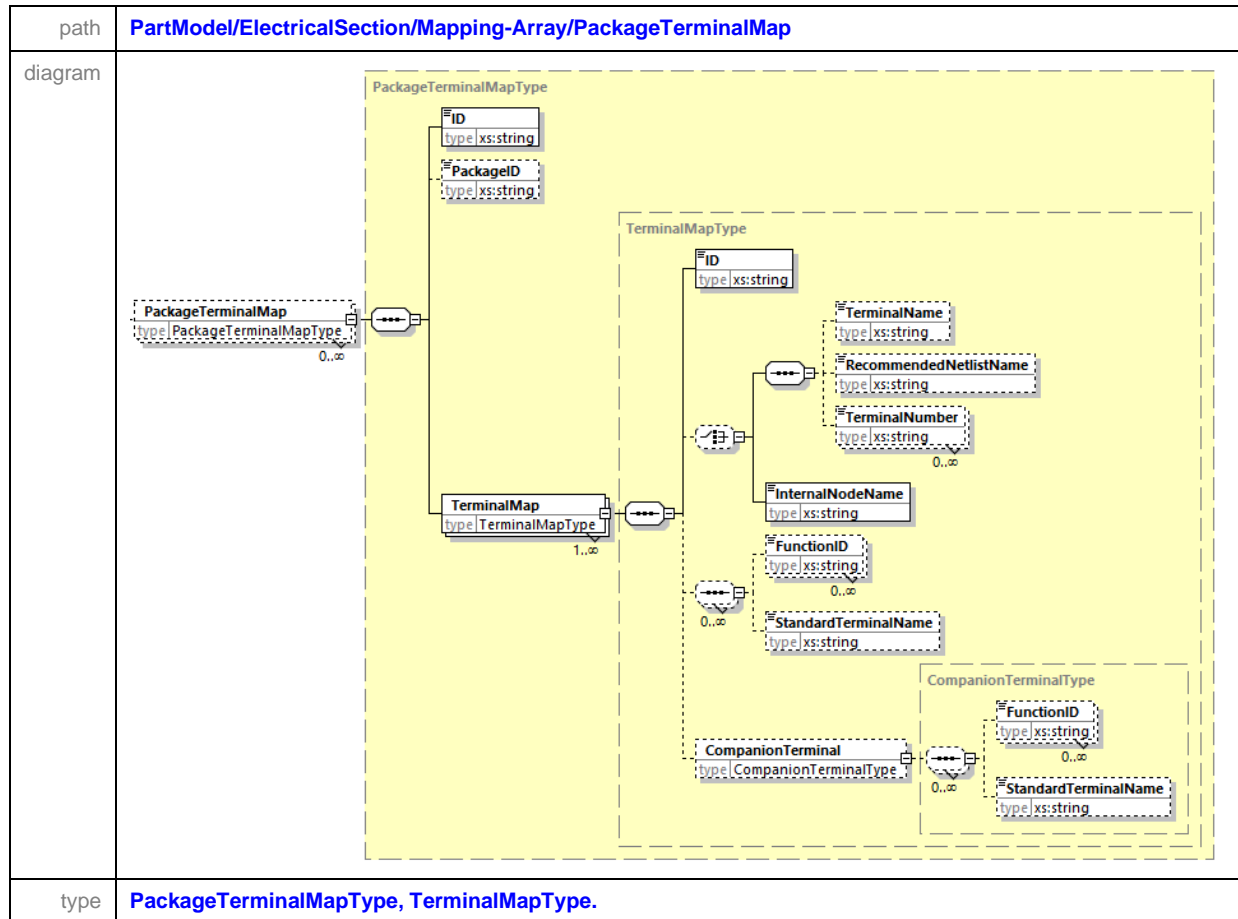 path PartModel/ElectricalSection/Mapping-Array/PackageTerminalMap
diagram
PackageTerminalMapType
ID
type xs:string
PackageID
type xs:string
TerminalMapType
ID
type xs:string
PackageTerminalMap
type PackageTerminalMapType
0..∞
TerminalName
type xs:string
RecommendedNetlistName
type xs:string
TerminalNumber
type xs:string
0..∞
InternalNodeName
type xs:string
TerminalMap
type TerminalMapType
1..∞
FunctionID
type xs:string
0..∞
0..∞
StandardTerminalName
type xs:string
CompanionTerminalType
FunctionID
type xs:string
0..∞
CompanionTerminal
type CompanionTerminalType
0..∞
StandardTerminalName
type xs:string
type PackageTerminalMapType, TerminalMapType.